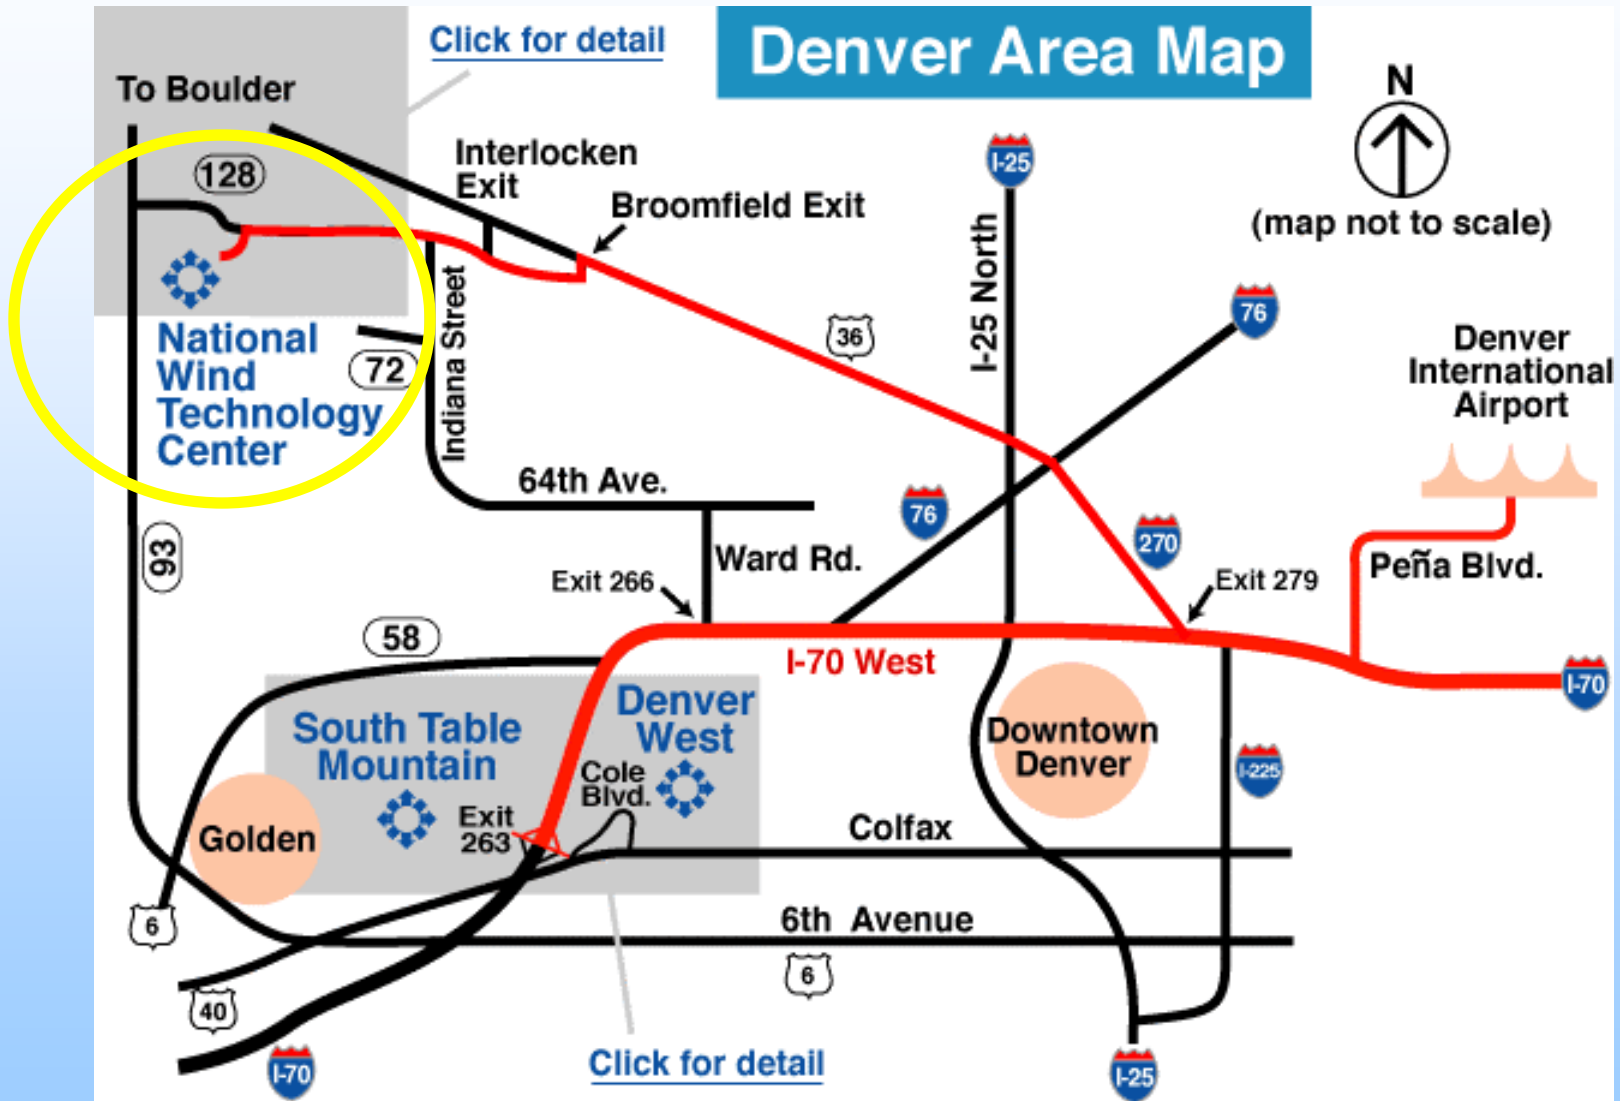 Click for detail
Denver Area Map
To Boulder
N
128
Interlocken
Exit
I-25
Broomfield Exit
(map not to scale)
I-25 North
76
36
Indiana Street
National
Wind
Technology
Center
72
Denver
International
Airport
64th Ave.
76
93
Ward Rd.
270
Peña Blvd.
Exit 266
Exit 279
58
I-70 West
I-70
South Table
Mountain
Denver
West
Downtown
Denver
Cole
Blvd.
I-225
Exit
263
Golden
Colfax
6
6th Avenue
6
40
Click for detail
I-70
I-25